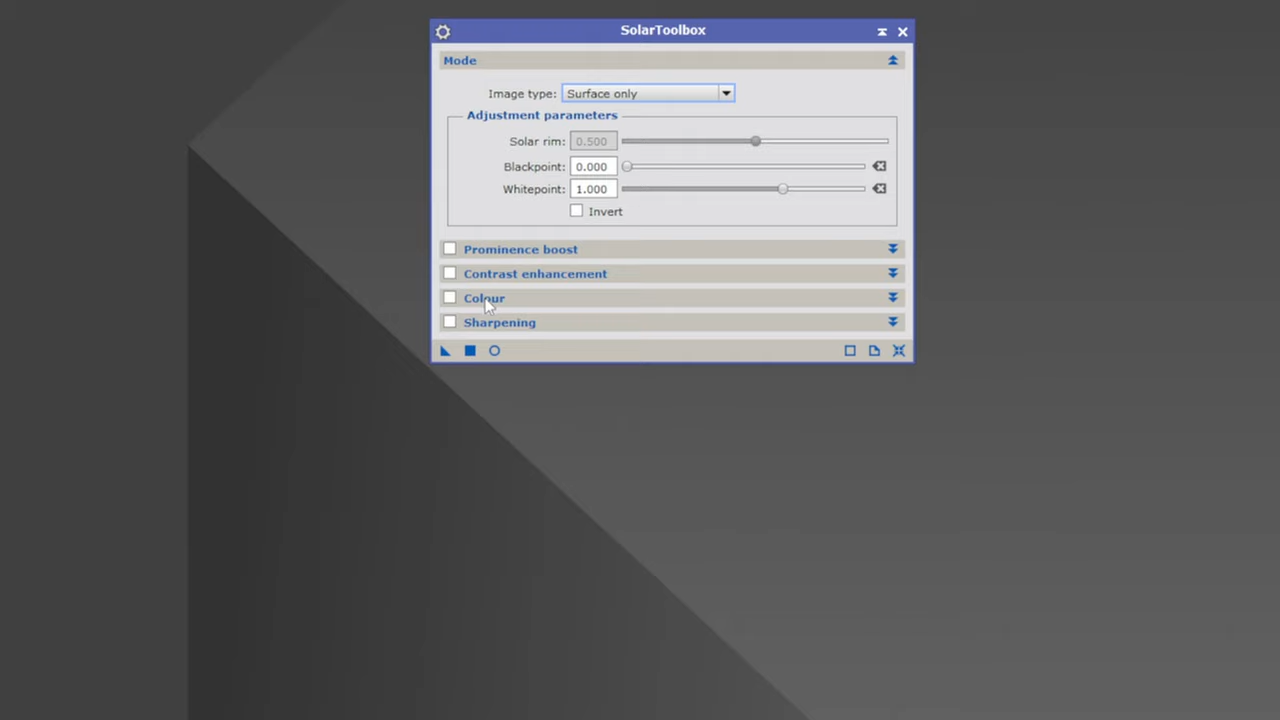 SolarToolbox
Mode
Image type: Surface only
Adjustment parameters
Solar rim: 0.500
Blackpoint: 0.000
Whitepoint: 1.000
Invert
Prominence boost
Contrast enhancement
Colour
Sharpening